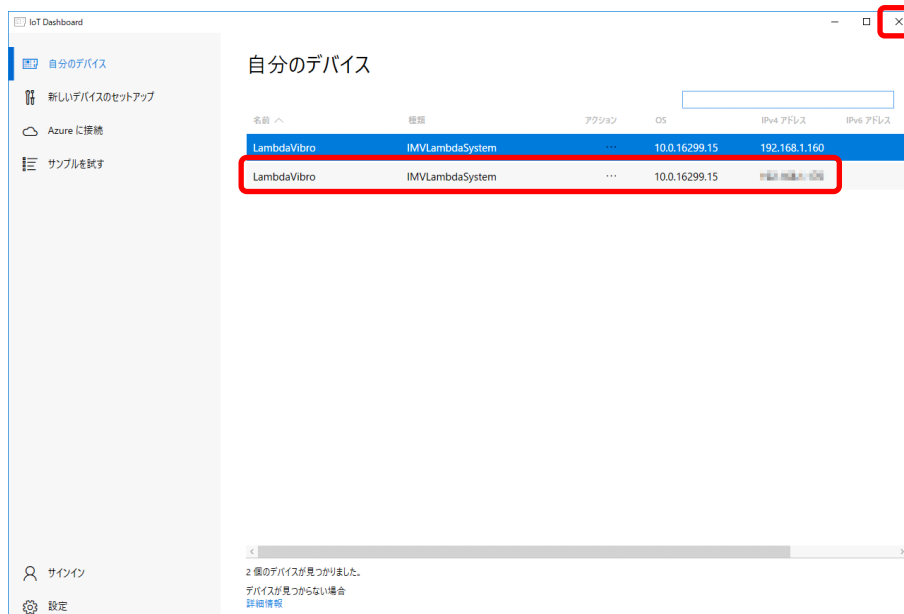 IoT Dashboard
自分のデバイス
新しいデバイスのセットアップ
Azure に接続
サンプルを試す
サインイン
設定
自分のデバイス
名前 種類 アクション OS IPv4 アドレス IPv6 アドレス
LambdaVibro IMVLambdaSystem ... 10.0.16299.15 192.168.1.160
LambdaVibro IMVLambdaSystem ... 10.0.16299.15
2 個のデバイスが見つかりました。
デバイスが見つからない場合
詳細情報